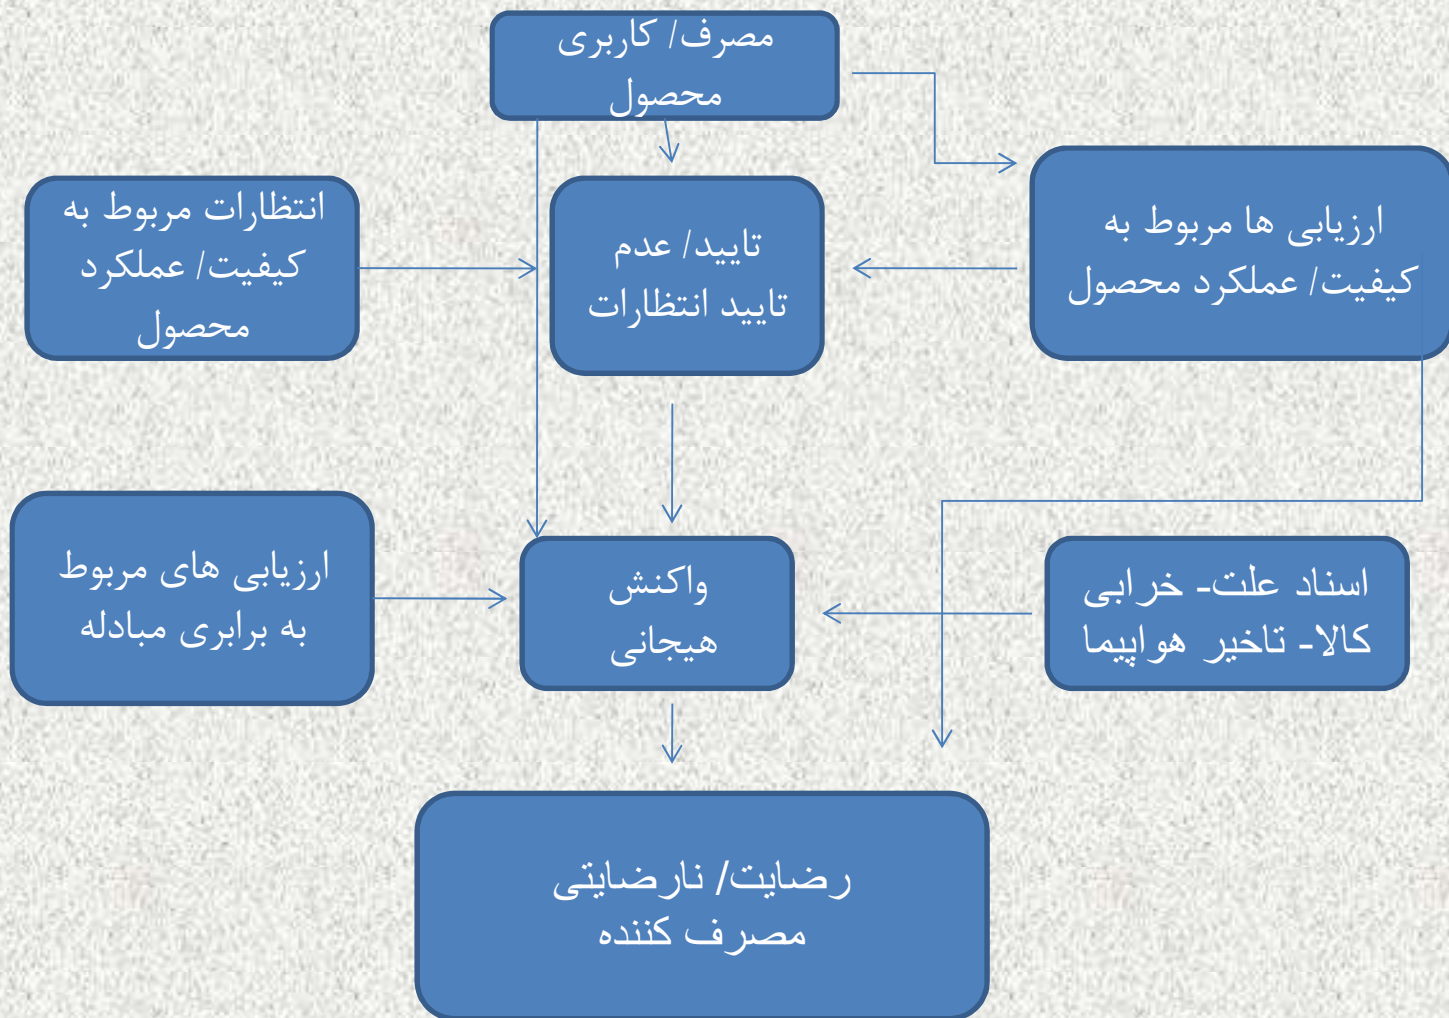 مصرف/ کاربری
محصول
ارزیابی ها مربوط به
کیفیت/ عملکرد محصول
تایید/ عدم
تایید انتظارات
انتظارات مربوط به
کیفیت/ عملکرد
محصول
اسناد علت- خرابی
کالا- تاخیر هواپیما
واکنش
هیجانی
ارزیابی های مربوط
به برابری مبادله
رضایت/ نارضایتی
مصرف کننده